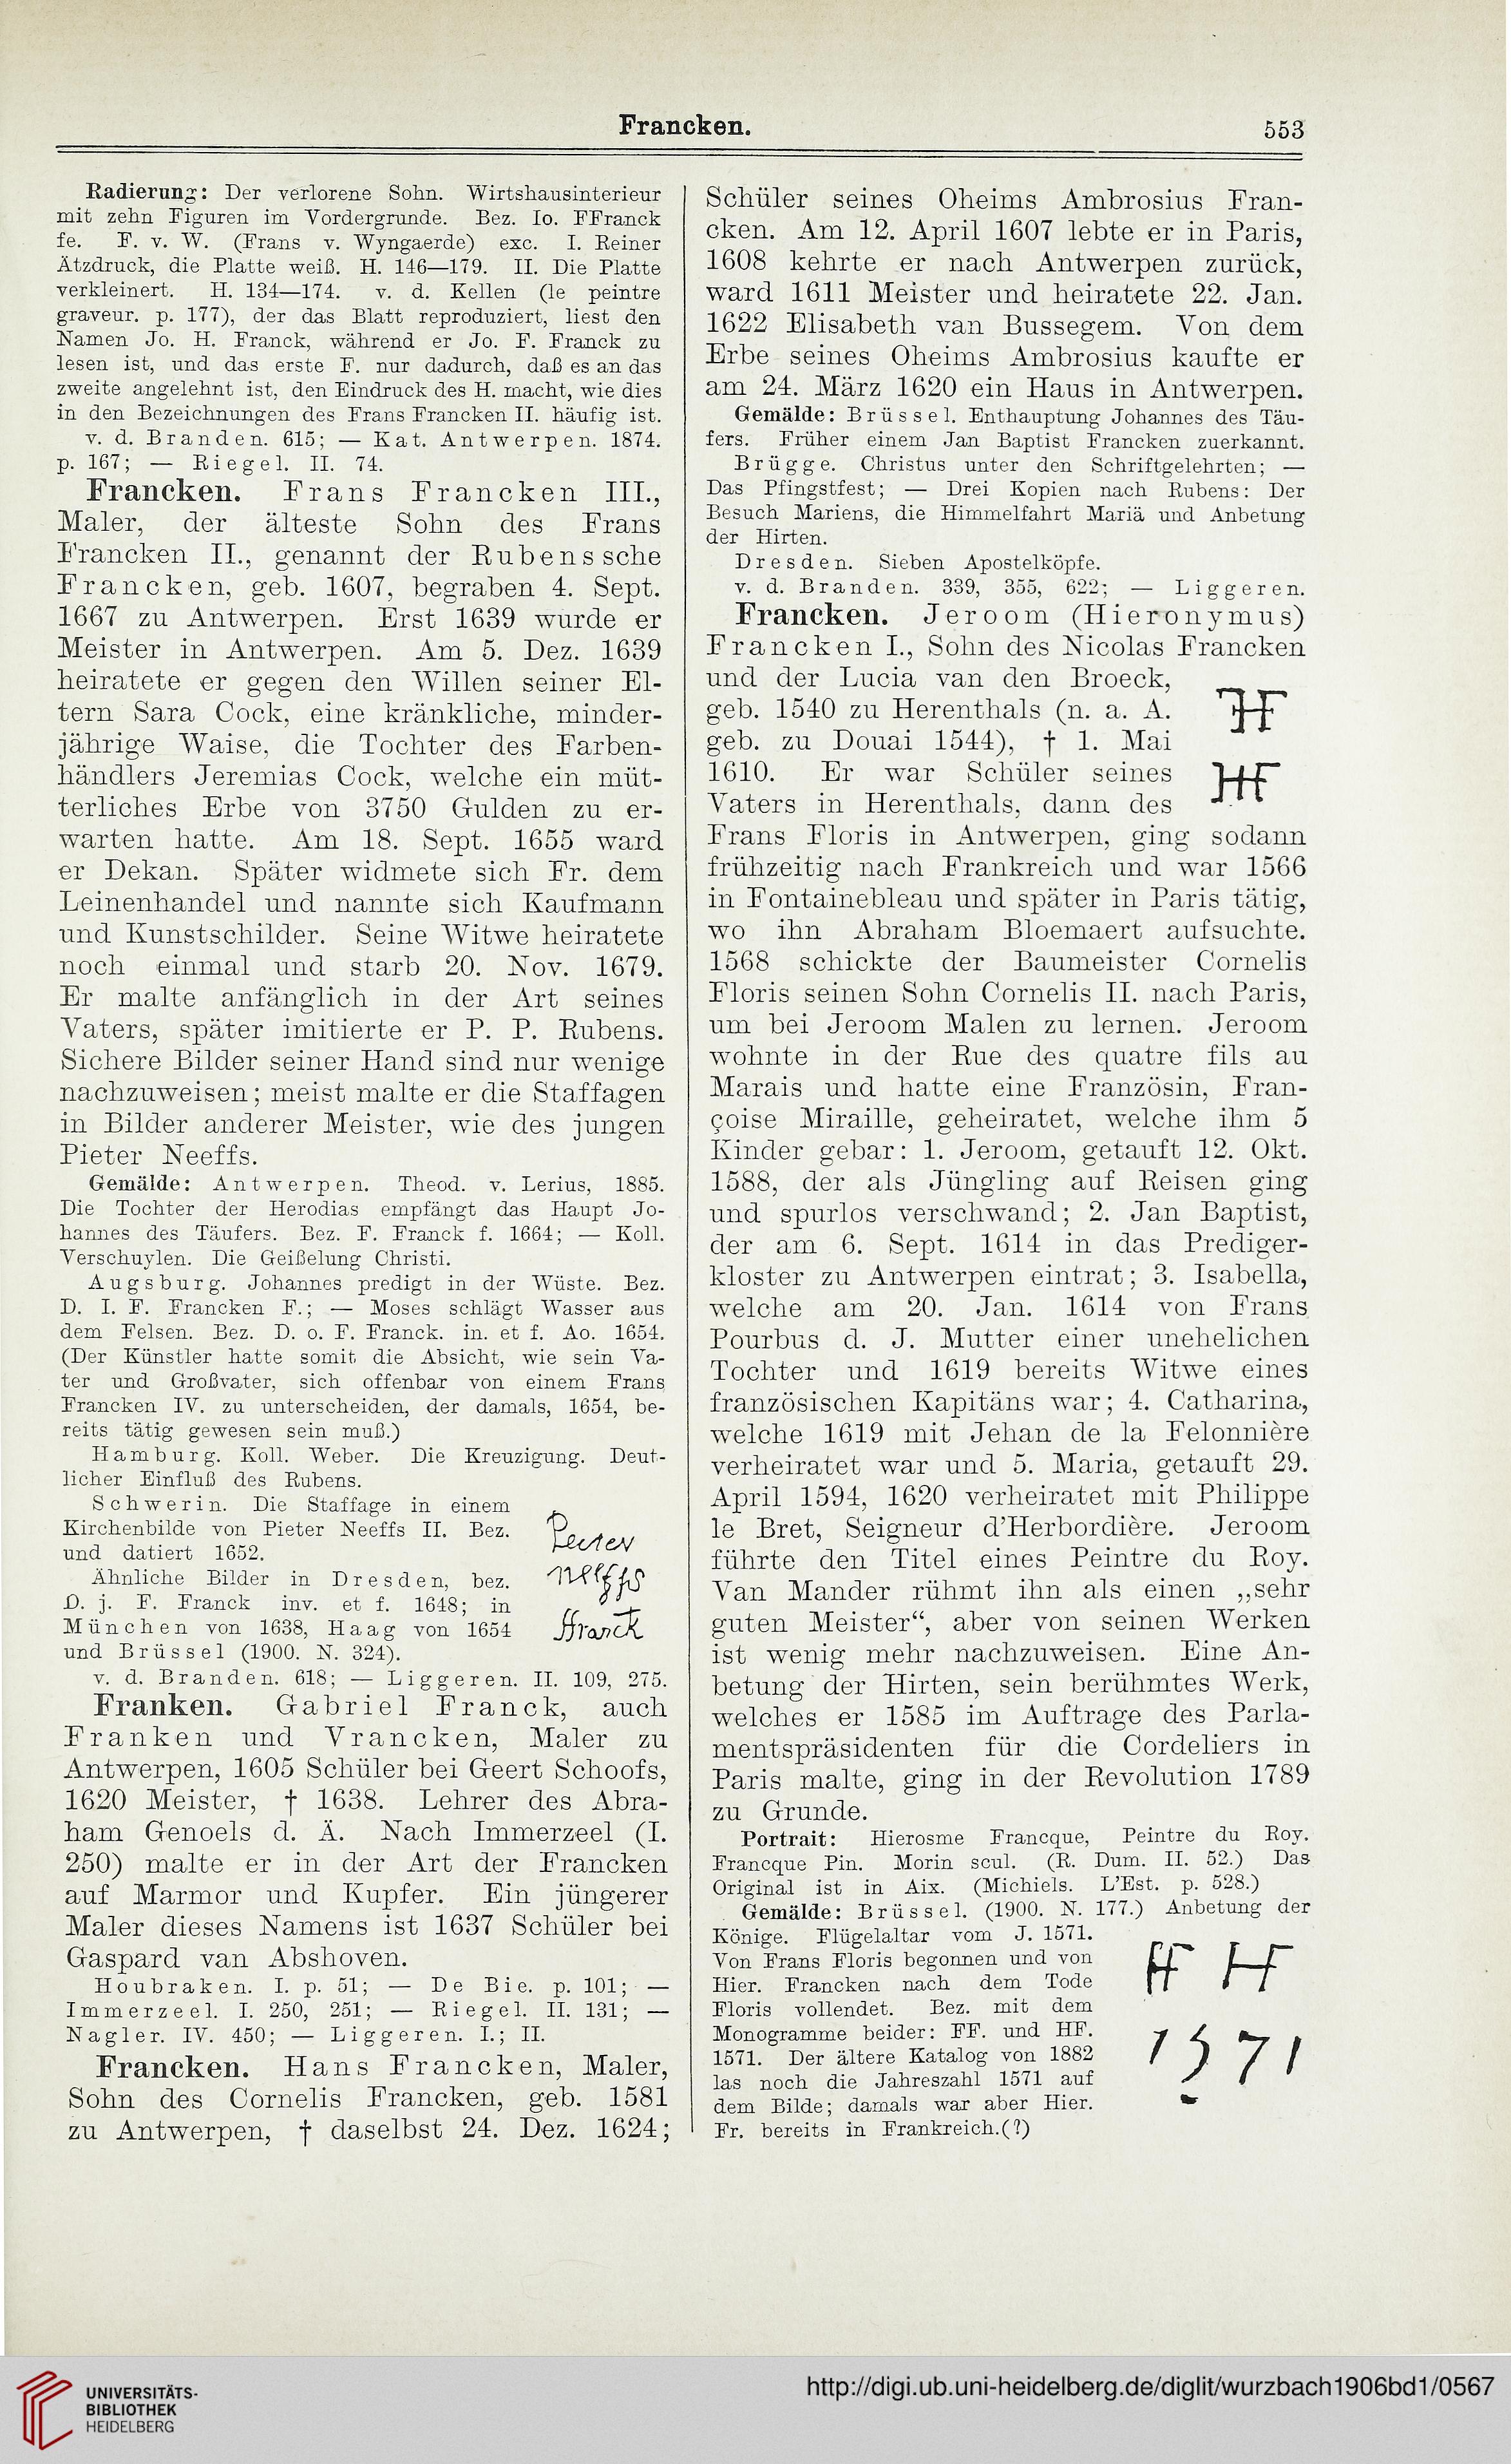 Francken.
553
Radierung: Der verlorene Sohn. Wirtshausinterieur
mit zehn Figuren im Vordergrunde. Bez. Io. FFranck
fe. F. v. W. (Frans v. Wyngaerde) exc. I. Reiner
Ätzdruck, die Platte weiß. H. 146—179. II. Die Platte
verkleinert. H. 134—174. v. d. Kellen (le peintre
graveur. p. 177), der das Blatt reproduziert, liest den
Namen Jo. H. Franck, während er Jo. F. Franck zu
lesen ist, und das erste F. nur dadurch, daß es an das
zweite angelehnt ist, den Eindruck des H. macht, wie dies
in den Bezeichnungen des Frans Francken II. häufig ist.
v. d. Branden. 615; — Kat. Antwerpen. 1874.
p. 167; — Riegel. II. 74.
Francken. Frans Francken III.,
Maler, der älteste Sohn des Frans
Francken II., genannt der Rubenssche
Francken, geb. 1607, begraben 4. Sept.
1667 zu Antwerpen. Erst 1639 wurde er
Meister in Antwerpen. Am 5. Dez. 1639
heiratete er gegen den Willen seiner El-
tern Sara Cock, eine kränkliche, minder-
jährige Waise, die Tochter des Farben-
händlers Jeremias Cock, welche ein müt-
terliches Erbe von 3750 Gulden zu er-
warten hatte. Am 18. Sept. 1655 ward
er Dekan. Später widmete sich Fr. dem
Leinenhandel und nannte sich Kaufmann
und Kunstschilder. Seine Witwe heiratete
noch einmal und starb 20. Nov. 1679.
Er malte anfänglich in der Art seines
Vaters, später imitierte er P. P. Rubens.
Sichere Bilder seiner Hand sind nur wenige
nachzuweisen; meist malte er die Staffagen
in Bilder anderer Meister, wie des jungen
Pieter Neeffs.
Gemälde: Antwerpen. Theod. v. Lerius, 1885.
Die Tochter der Herodias empfängt das Haupt Jo-
hannes des Täufers. Bez. F. Franck f. 1664; — Koll.
Verschuylen. Die Geißelung Christi.
Augsburg. Johannes predigt in der Wüste. Bez.
D. I. F. Francken F.; — Moses schlägt Wasser aus
dem Felsen. Bez. D. o. F. Franck. in. et f. Ao. 1654.
(Der Künstler hatte somit die Absicht, wie sein Va-
ter und Großvater, sich offenbar von einem Frans
Francken IV. zu unterscheiden, der damals, 1654, be-
reits tätig gewesen sein muß.)
Hamburg. Koll. Weber. Die Kreuzigung. Deut-
licher Einfluß des Rubens.
Schwerin. Die Staffage in einem
Kirchenbilde von Pieter Neeffs II. Bez.
und datiert 1652.
Ähnliche Bilder in Dresden, bez.
D. j. F. Franck inv. et f. 1648; in
München von 1638, Haag von 1654
und Brüssel (1900. N. 324).
Peeter
neffs
ffranck
v. d. Branden. 618; — Liggeren. II. 109, 275.
Franken. Gabriel Franck, auch
Franken und Vrancken, Maler zu
Antwerpen, 1605 Schüler bei Geert Schoofs,
1620 Meister, † 1638. Lehrer des Abra-
ham Genoels d. Ä. Nach Immerzeel (I.
250) malte er in der Art der Francken
auf Marmor und Kupfer. Ein jüngerer
Maler dieses Namens ist 1637 Schüler bei
Gaspard van Abshoven.
Houbraken. I. p. 51; — De Bie. p. 101; —
Immerzeel. I. 250, 251; — Riegel. II. 131; —
Nagler. IV. 450; — Liggeren. I.; II.
Francken. Hans Francken, Maler,
Sohn des Cornelis Francken, geb. 1581
zu Antwerpen, † daselbst 24. Dez. 1624;
Schüler seines Oheims Ambrosius Fran-
cken. Am 12. April 1607 lebte er in Paris,
1608 kehrte er nach Antwerpen zurück,
ward 1611 Meister und heiratete 22. Jan.
1622 Elisabeth van Bussegem. Von dem
Erbe seines Oheims Ambrosius kaufte er
am 24. März 1620 ein Haus in Antwerpen.
Gemälde: Brüssel. Enthauptung Johannes des Täu-
fers. Früher einem Jan Baptist Francken zuerkannt.
Brügge. Christus unter den Schriftgelehrten; —
Das Pfingstfest; — Drei Kopien nach Rubens: Der
Besuch Mariens, die Himmelfahrt Mariä und Anbetung
der Hirten.
Dresden. Sieben Apostelköpfe.
v. d. Branden. 339, 355, 622; — Liggeren.
Francken. Jeroom (Hieronymus)
Francken I., Sohn des Nicolas Francken
und der Lucia van den Broeck,
geb. 1540 zu Herenthals (n. a. A.
geb. zu Douai 1544), † 1. Mai
1610. Er war Schüler seines
Vaters in Herenthals, dann des
HF
HF
Frans Floris in Antwerpen, ging sodann
frühzeitig nach Frankreich und war 1566
in Fontainebleau und später in Paris tätig,
wo ihn Abraham Bloemaert aufsuchte.
1568 schickte der Baumeister Cornelis
Floris seinen Sohn Cornelis II. nach Paris,
um bei Jeroom Malen zu lernen. Jeroom
wohnte in der Rue des quatre fils au
Marais und hatte eine Französin, Fran-
çoise Miraille, geheiratet, welche ihm 5
Kinder gebar: 1. Jeroom, getauft 12. Okt.
1588, der als Jüngling auf Reisen ging
und spurlos verschwand; 2. Jan Baptist,
der am 6. Sept. 1614 in das Prediger-
kloster zu Antwerpen eintrat; 3. Isabella,
welche am 20. Jan. 1614 von Frans
Pourbus d. J. Mutter einer unehelichen
Tochter und 1619 bereits Witwe eines
französischen Kapitäns war; 4. Catharina,
welche 1619 mit Jehan de la Felonnière
verheiratet war und 5. Maria, getauft 29.
April 1594, 1620 verheiratet mit Philippe
le Bret, Seigneur d'Herbordière. Jeroom
führte den Titel eines Peintre du Roy.
Van Mander rühmt ihn als einen „sehr
guten Meister“, aber von seinen Werken
ist wenig mehr nachzuweisen. Eine An-
betung der Hirten, sein berühmtes Werk,
welches er 1585 im Auftrage des Parla-
mentspräsidenten für die Cordeliers in
Paris malte, ging in der Revolution 1789
zu Grunde.
Portrait: Hierosme Francque, Peintre du Roy.
Francque Pin. Morin scul. (R. Dum. II. 52.) Das
Original ist in Aix. (Michiels. L'Est. p. 528.)
Gemälde: Brüssel. (1900. N. 177.) Anbetung der
Könige. Flügelaltar vom J. 1571.
Von Frans Floris begonnen und von
Hier. Francken nach dem Tode
Floris vollendet. Bez. mit dem
Monogramme beider: FF. und HF.
1571. Der ältere Katalog von 1882
las noch die Jahreszahl 1571 auf
dem Bilde; damals war aber Hier.
Fr. bereits in Frankreich.(?)
FF HF
1571
UNIVERSITÄTS-
BIBLIOTHEK
HEIDELBERG
http://digi.ub.uni-heidelberg.de/diglit/wurzbach1906bd1/0567